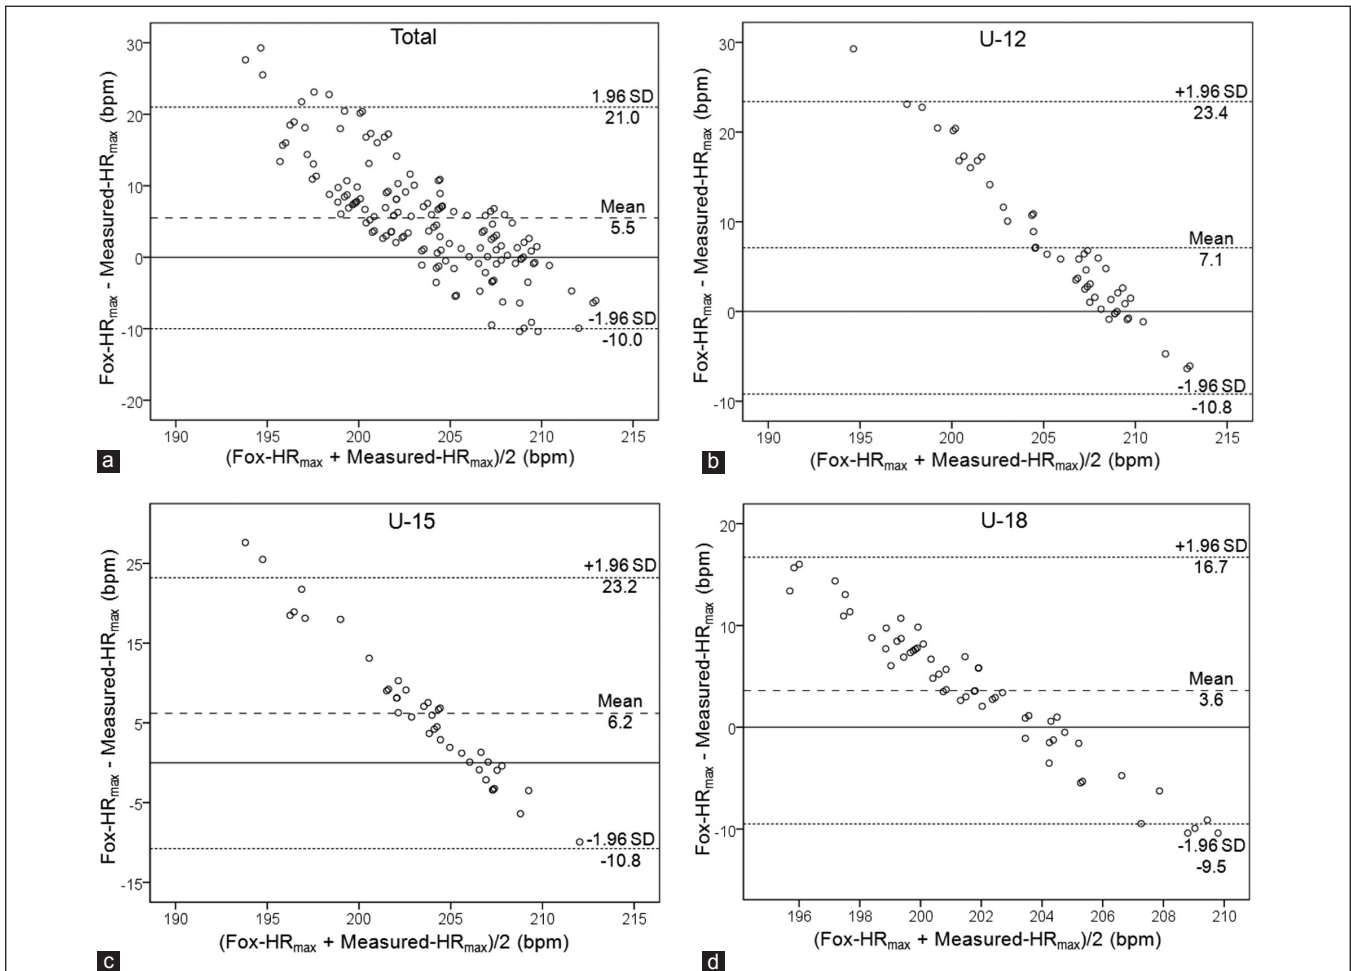 Total
Fox-HRmax - Measured-HRmax (bpm)
30
20
10
0
-10
-20
1.96 SD
21.0
Mean
5.5
-1.96 SD
-10.0
190 195 200 205 210 215
(Fox-HRmax + Measured-HRmax)/2 (bpm)
a
U-12
Fox-HRmax - Measured-HRmax (bpm)
30
20
10
0
-10
+1.96 SD
23.4
Mean
7.1
-1.96 SD
-10.8
190 195 200 205 210 215
(Fox-HRmax + Measured-HRmax)/2 (bpm)
b
U-15
Fox-HRmax - Measured-HRmax (bpm)
25
15
5
-5
-15
+1.96 SD
23.2
Mean
6.2
-1.96 SD
-10.8
190 195 200 205 210 215
(Fox-HRmax + Measured-HRmax)/2 (bpm)
c
U-18
Fox-HRmax - Measured-HRmax (bpm)
20
10
0
-10
+1.96 SD
16.7
Mean
3.6
-1.96 SD
-9.5
196 198 200 202 204 206 208 210
(Fox-HRmax + Measured-HRmax)/2 (bpm)
d